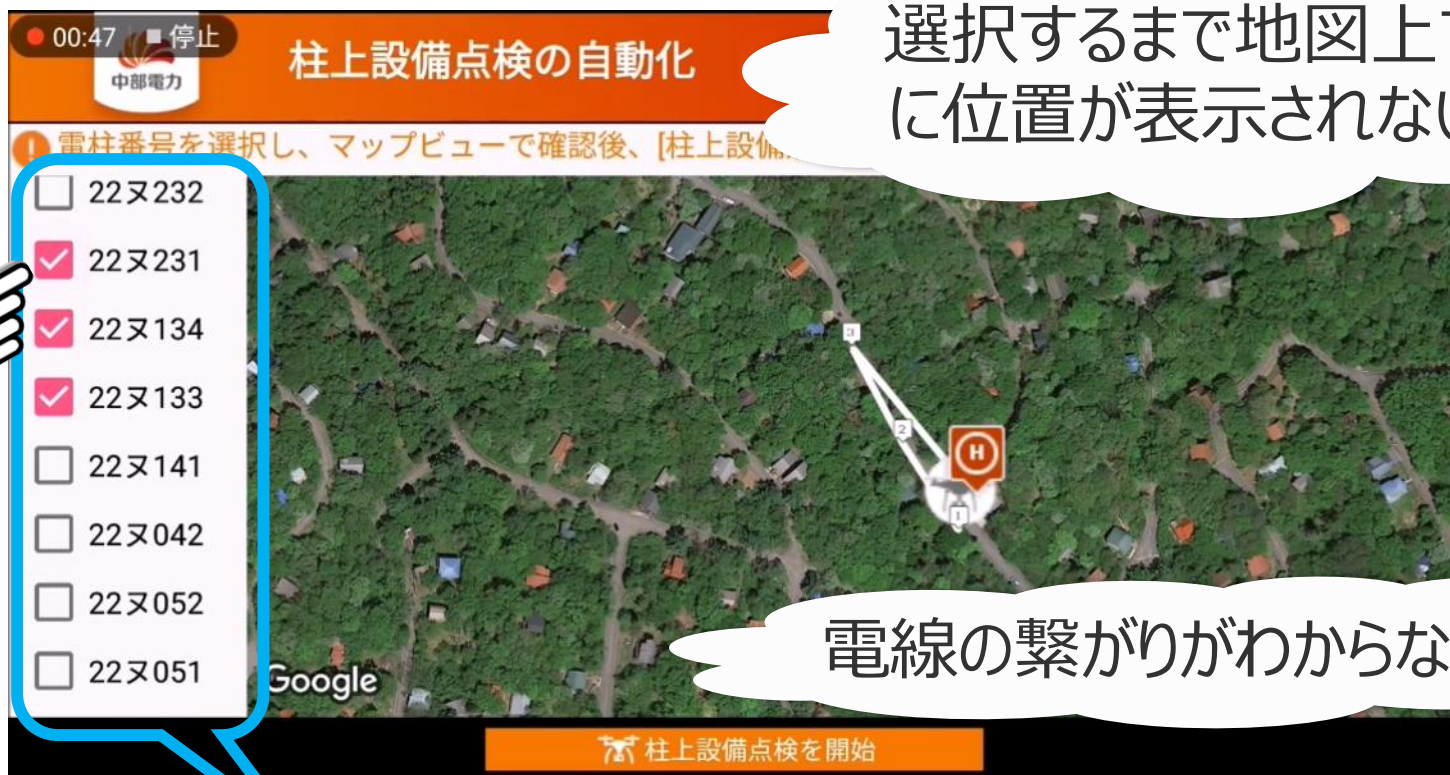 00:47 停止
中部電力
柱上設備点検の自動化
選択するまで地図上
に位置が表示されな
電柱番号を選択し、マップビューで確認後、[柱上設備
22ヌ232
22ヌ231
22ヌ134
22ヌ133
22ヌ141
22ヌ042
22ヌ052
22ヌ051
3
2
H
1
電線の繋がりがわからな
Google
柱上設備点検を開始